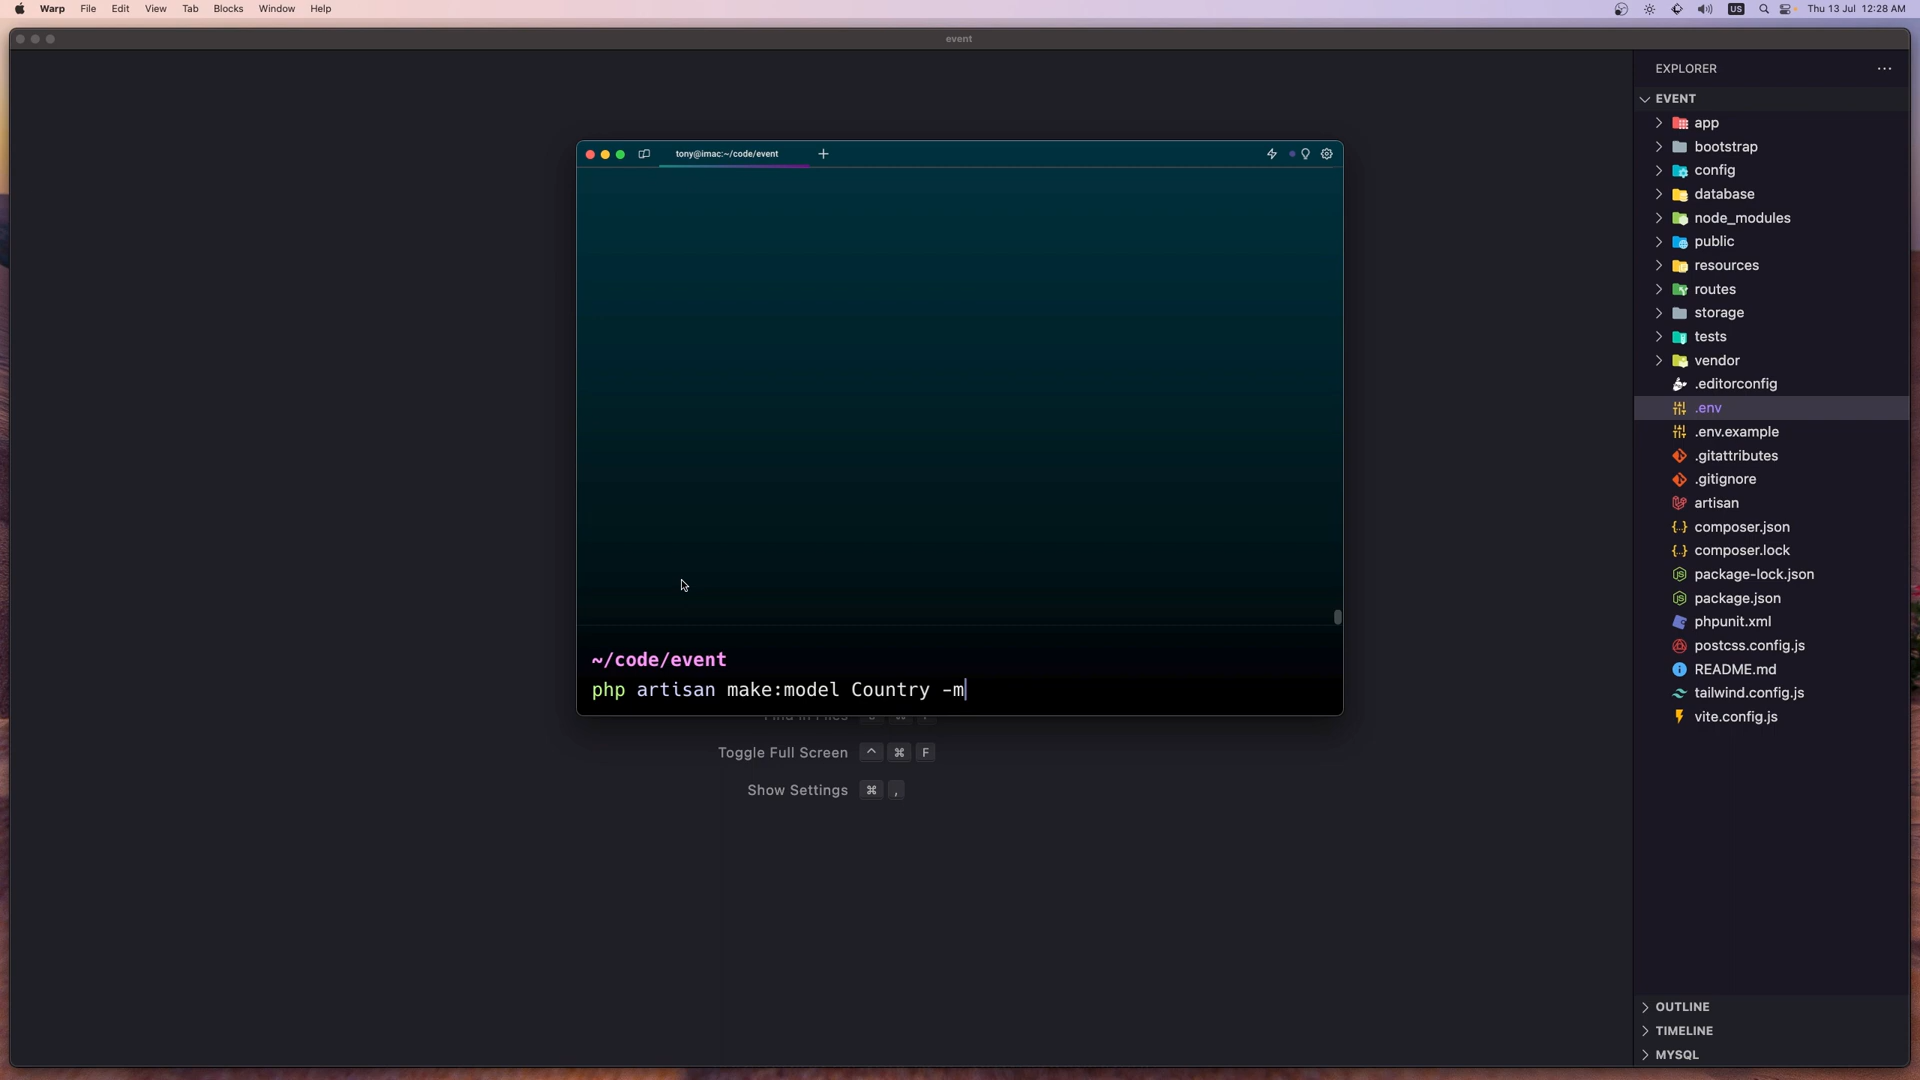 Warp File Edit View Tab Blocks Window Help
US Thu 13 Jul 12:28 AM
event
EXPLORER
EVENT
app
bootstrap
config
database
node_modules
public
resources
routes
storage
tests
vendor
.editorconfig
.env
.env.example
.gitattributes
.gitignore
artisan
composer.json
composer.lock
package-lock.json
package.json
phpunit.xml
postcss.config.js
README.md
tailwind.config.js
vite.config.js
OUTLINE
TIMELINE
MYSQL
tony@imac:~/code/event
~/code/event
php artisan make:model Country -m
Find in Files
Toggle Full Screen ^ ⌘ F
Show Settings ⌘ ,